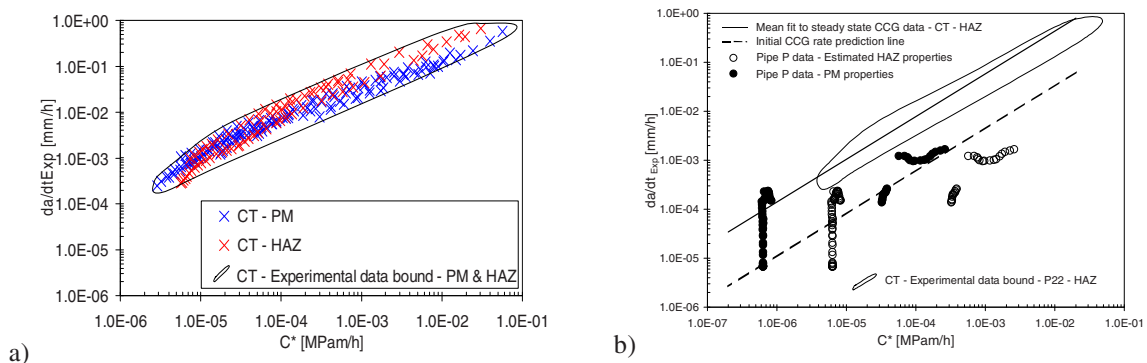 1.0E+00
1.0E-01
1.0E-02
1.0E-03
1.0E-04
1.0E-05
1.0E-06
da/dtExp [mm/h]
CT - PM
CT - HAZ
CT - Experimental data bound - PM & HAZ
1.0E-06 1.0E-05 1.0E-04 1.0E-03 1.0E-02 1.0E-01
C* [MPam/h]
a)
1.0E+00
1.0E-01
1.0E-02
1.0E-03
1.0E-04
1.0E-05
1.0E-06
da/dt Exp [mm/h]
Mean fit to steady state CCG data - CT - HAZ
Initial CCG rate prediction line
Pipe P data - Estimated HAZ properties
Pipe P data - PM properties
CT - Experimental data bound - P22 - HAZ
1.0E-07 1.0E-06 1.0E-05 1.0E-04 1.0E-03 1.0E-02 1.0E-01
C* [MPam/h]
b)